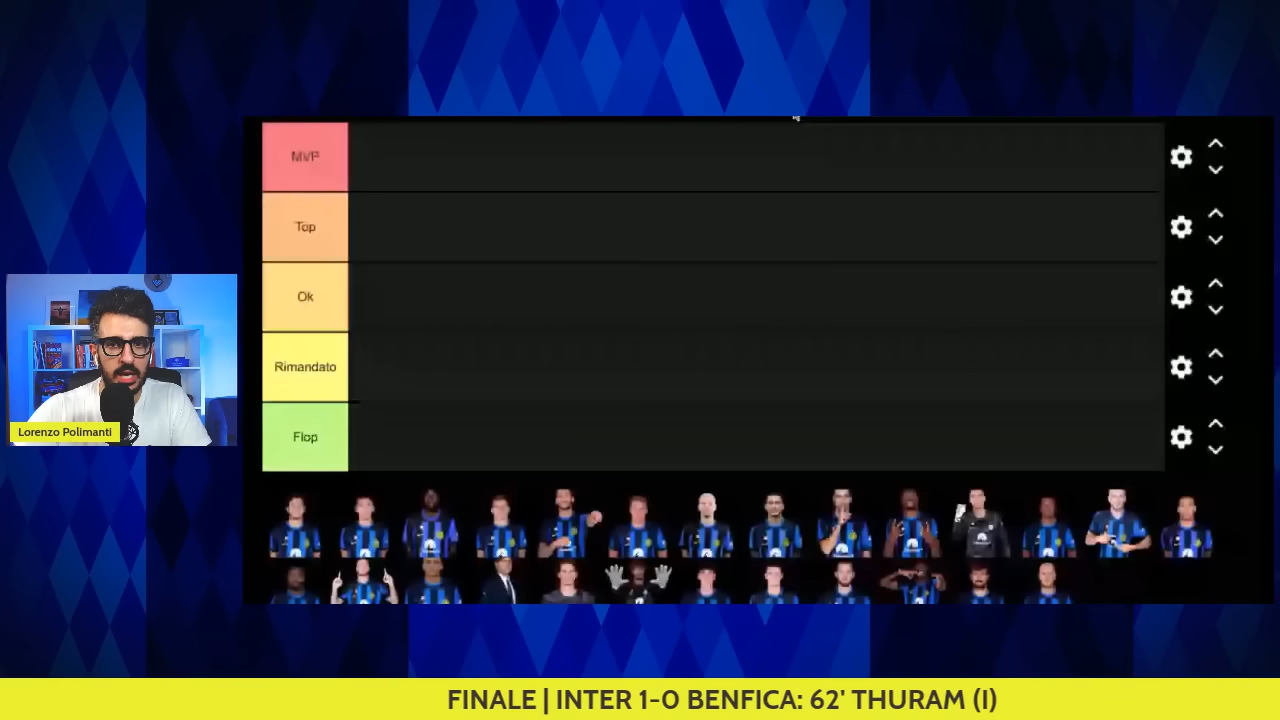 MVP
Top
Ok
Rimandato
Flop
Lorenzo Polimanti
FINALE | INTER 1-0 BENFICA: 62' THURAM (I)